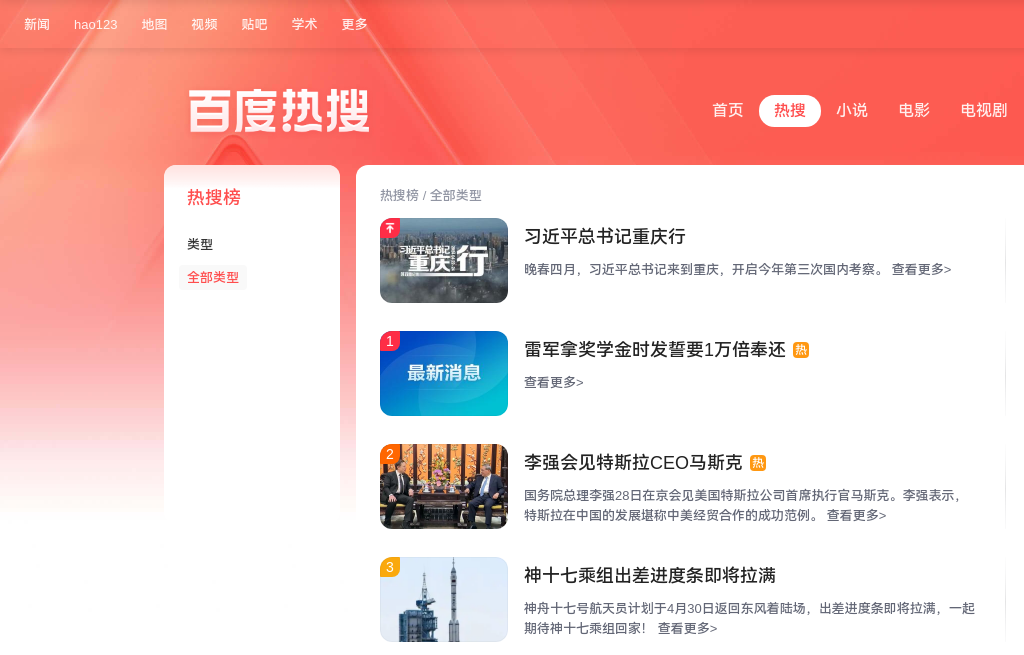 新闻 hao123 地图 视频 贴吧 学术 更多
百度热搜
首页 热搜 小说 电影 电视剧
热搜榜
类型
全部类型
热搜榜 / 全部类型
习近平总书记
重庆行
习近平总书记重庆行
晚春四月，习近平总书记来到重庆，开启今年第三次国内考察。 查看更多>
1
最新消息
雷军拿奖学金时发誓要1万倍奉还 热
查看更多>
2
李强会见特斯拉CEO马斯克 热
国务院总理李强28日在京会见美国特斯拉公司首席执行官马斯克。李强表示，
特斯拉在中国的发展堪称中美经贸合作的成功范例。 查看更多>
3
神十七乘组出差进度条即将拉满
神舟十七号航天员计划于4月30日返回东风着陆场，出差进度条即将拉满，一起
期待神十七乘组回家！ 查看更多>